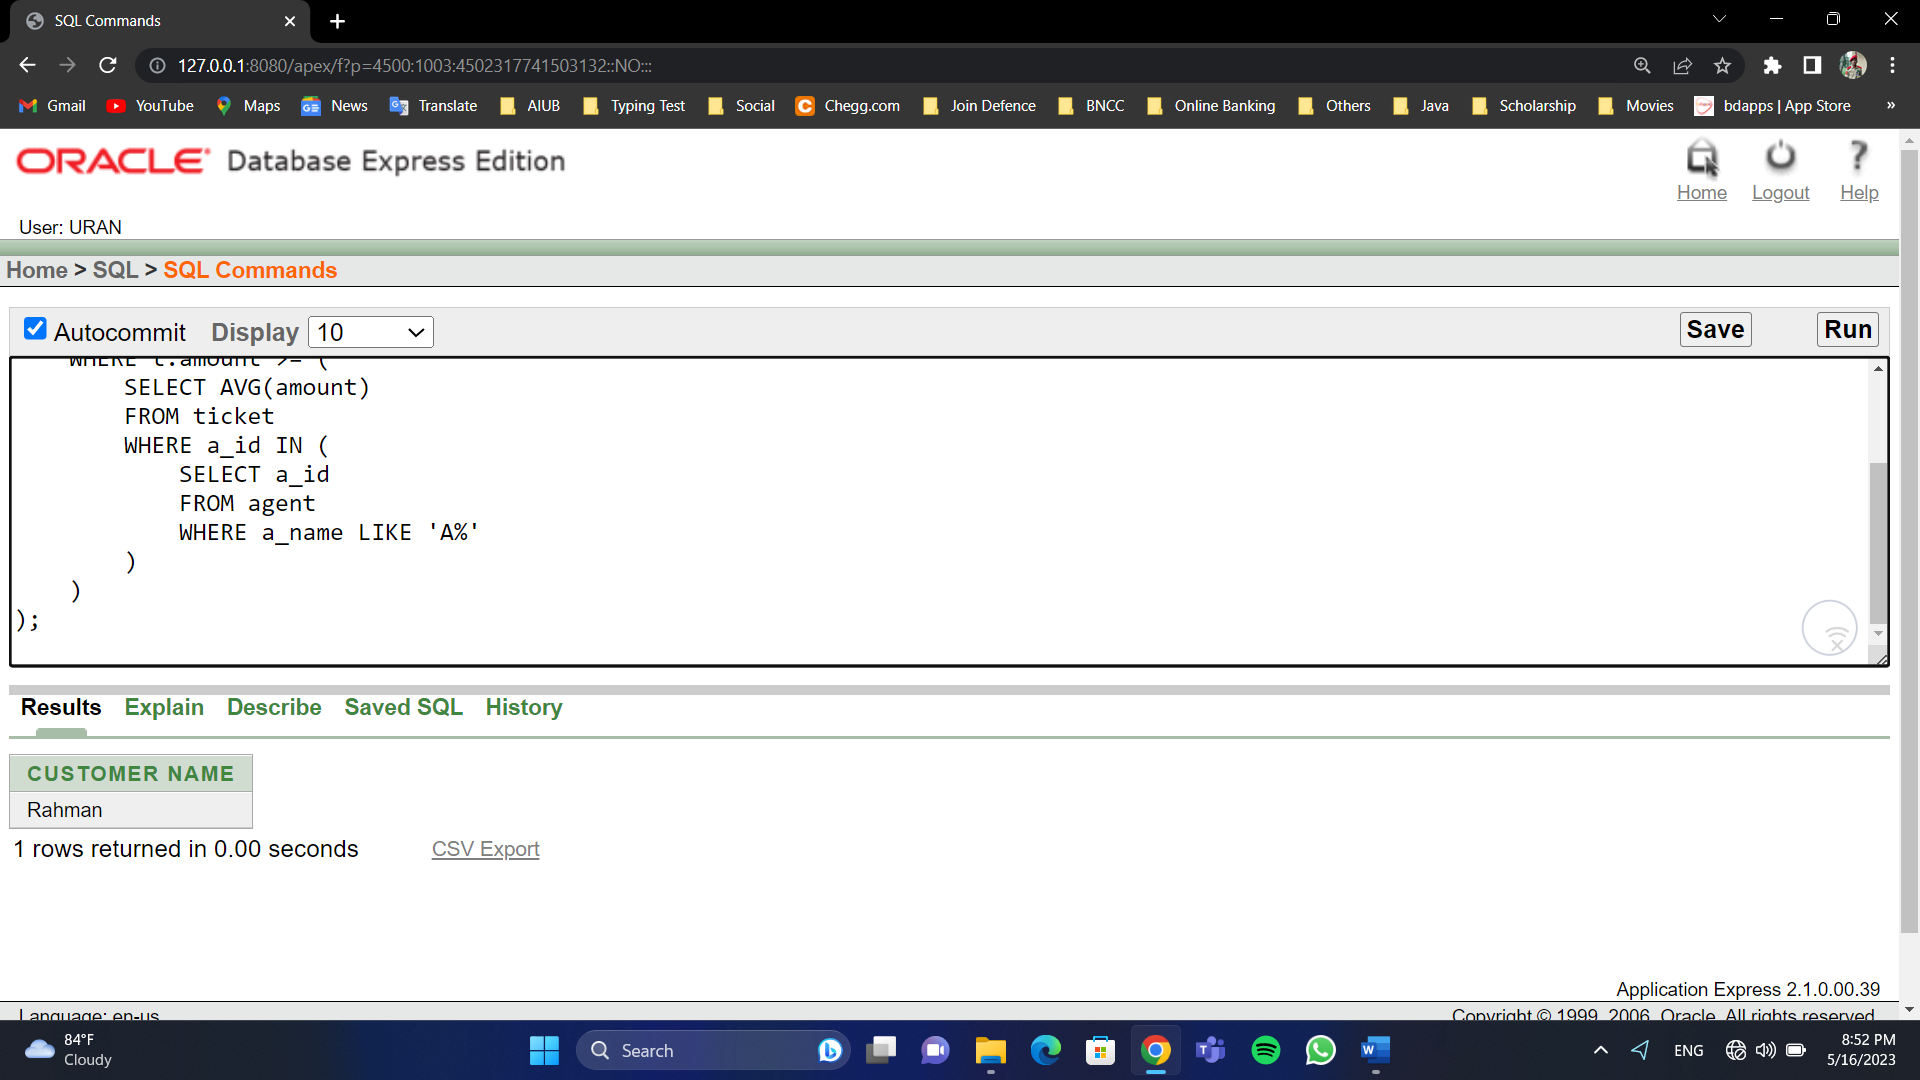 SQL Commands
127.0.0.1:8080/apex/f?p=4500:1003:4502317741503132::NO:::
Gmail YouTube Maps News Translate AIUB Typing Test Social Chegg.com Join Defence BNCC Online Banking Others Java Scholarship Movies bdapps | App Store »
ORACLE Database Express Edition
Home Logout Help
User: URAN
Home > SQL > SQL Commands
Autocommit Display 10 Save Run
WHERE t.amount >= (
SELECT AVG(amount)
FROM ticket
WHERE a_id IN (
SELECT a_id
FROM agent
WHERE a_name LIKE 'A%'
)
)
);
Results Explain Describe Saved SQL History
CUSTOMER NAME
Rahman
1 rows returned in 0.00 seconds CSV Export
Application Express 2.1.0.00.39
Language: en-us Copyright © 1999, 2006, Oracle. All rights reserved.
84°F
Cloudy
Search
ENG
8:52 PM
5/16/2023